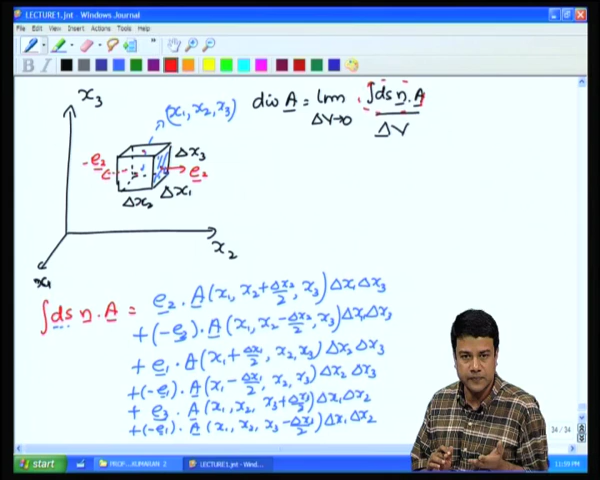 LECTURE1.jnt - Windows Journal
File Edit View Insert Actions Tools Help
B I
x₃
(x₁, x₂, x₃)
div A = lim ΔV→0 ∫ds n . A / ΔV
-e₂
Δx₃
e₂
Δx₁
Δx₂
x₂
x₁
∫ds n . A = e₂ . A (x₁, x₂+Δx₂/2, x₃) Δx₁ Δx₃
+(-e₂) . A (x₁, x₂-Δx₂/2, x₃) Δx₁ Δx₃
+ e₁ . A (x₁+Δx₁/2, x₂, x₃) Δx₂ Δx₃
+(-e₁) . A (x₁-Δx₁/2, x₂, x₃) Δx₂ Δx₃
+ e₃ . A (x₁, x₂, x₃+Δx₃/2) Δx₁ Δx₂
+(-e₁) . A (x₁, x₂, x₃-Δx₃/2) Δx₁ Δx₂
34 / 34
start
LECTURE1.jnt - Wind...
11:59 PM